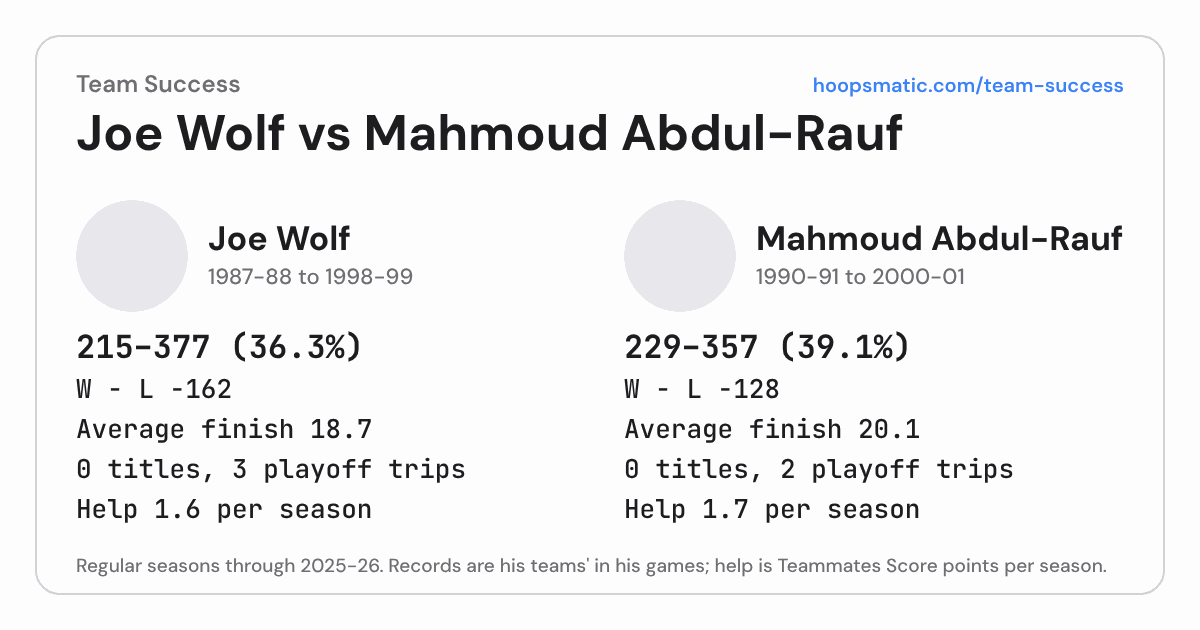 Team Success
hoopsmatic.com/team-success
Joe Wolf vs Mahmoud Abdul-Rauf
Joe Wolf
1987-88 to 1998-99
215-377 (36.3%)
W - L -162
Average finish 18.7
0 titles, 3 playoff trips
Help 1.6 per season
Mahmoud Abdul-Rauf
1990-91 to 2000-01
229-357 (39.1%)
W - L -128
Average finish 20.1
0 titles, 2 playoff trips
Help 1.7 per season
Regular seasons through 2025-26. Records are his teams' in his games; help is Teammates Score points per season.